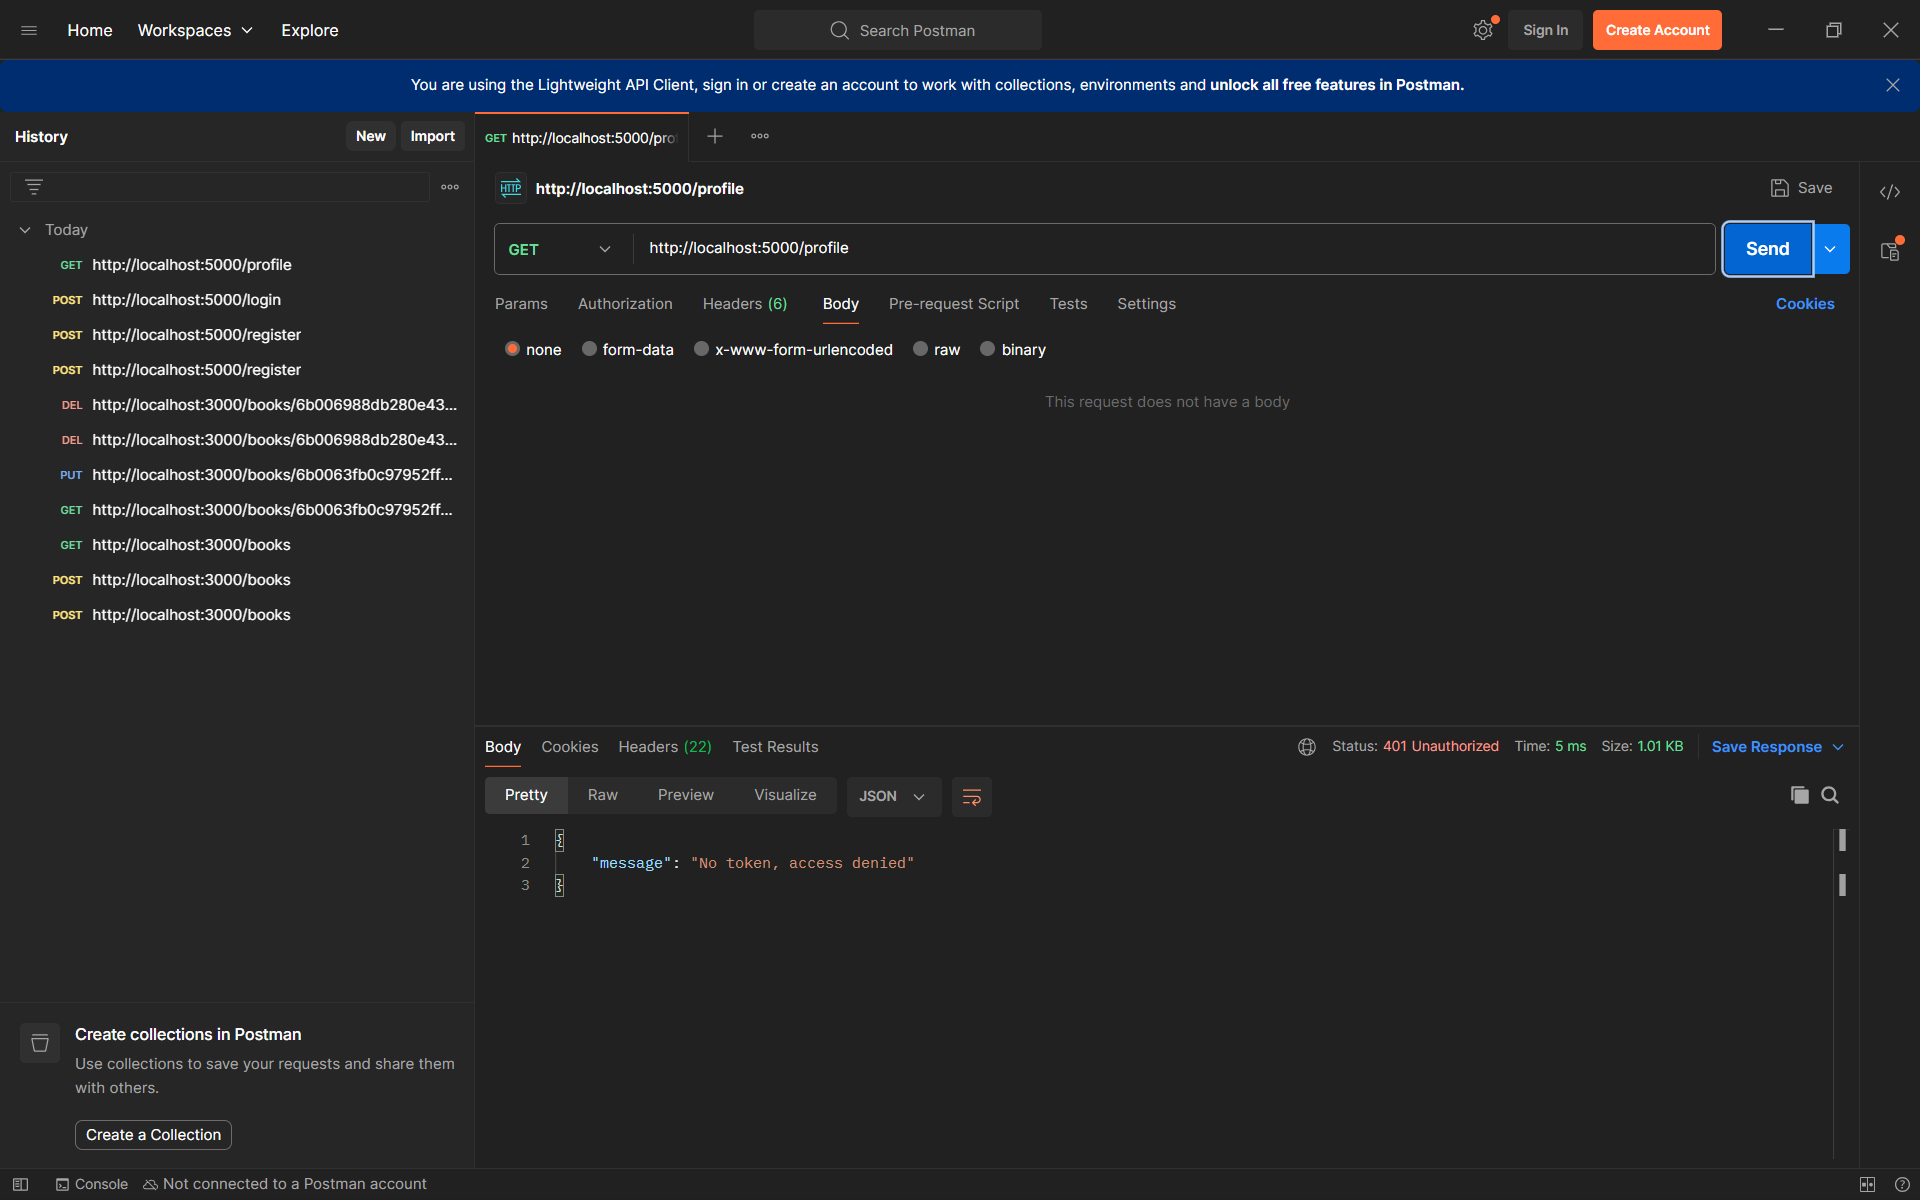 Home Workspaces Explore
Search Postman
Sign In
Create Account
You are using the Lightweight API Client, sign in or create an account to work with collections, environments and unlock all free features in Postman.
History
New
Import
GET http://localhost:5000/pro
HTTP http://localhost:5000/profile
Save
GET
http://localhost:5000/profile
Send
Params Authorization Headers (6) Body Pre-request Script Tests Settings
Cookies
none form-data x-www-form-urlencoded raw binary
This request does not have a body
Today
GET http://localhost:5000/profile
POST http://localhost:5000/login
POST http://localhost:5000/register
POST http://localhost:5000/register
DEL http://localhost:3000/books/6b006988db280e43...
DEL http://localhost:3000/books/6b006988db280e43...
PUT http://localhost:3000/books/6b0063fb0c97952ff...
GET http://localhost:3000/books/6b0063fb0c97952ff...
GET http://localhost:3000/books
POST http://localhost:3000/books
POST http://localhost:3000/books
Create collections in Postman
Use collections to save your requests and share them
with others.
Create a Collection
Body Cookies Headers (22) Test Results
Status: 401 Unauthorized Time: 5 ms Size: 1.01 KB
Save Response
Pretty Raw Preview Visualize
JSON
1 {
2 "message": "No token, access denied"
3 }
Console Not connected to a Postman account